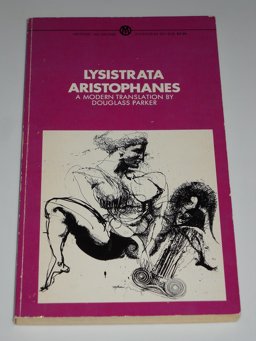 LYSISTRATA
ARISTOPHANES
A MODERN TRANSLATION BY
DOUGLASS PARKER